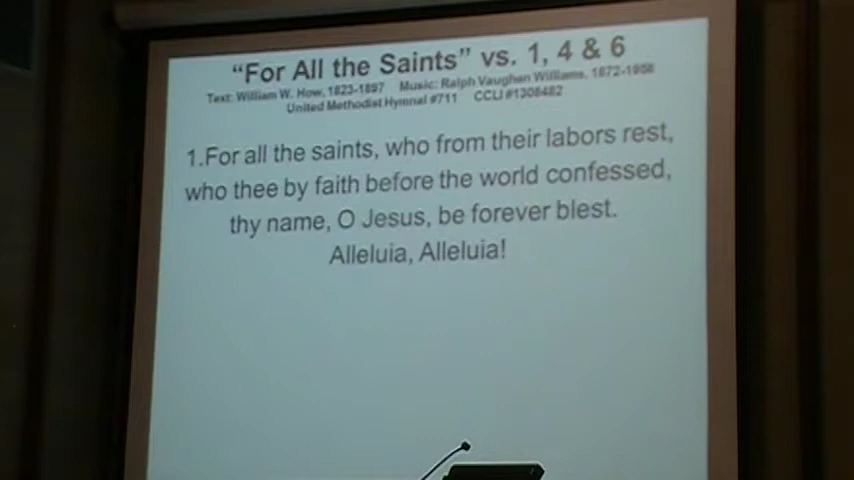 “For All the Saints” vs. 1, 4 & 6
Text: William W. How, 1823-1897 Music: Ralph Vaughan Williams, 1872-1958
United Methodist Hymnal #711 CCLI #1308482
1.For all the saints, who from their labors rest,
who thee by faith before the world confessed,
thy name, O Jesus, be forever blest.
Alleluia, Alleluia!